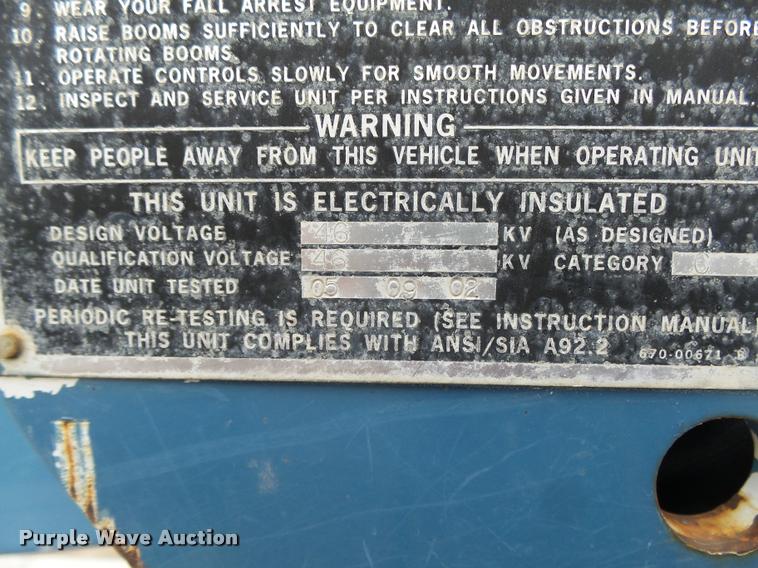 9. WEAR YOUR FALL ARREST EQUIPMENT.
10. RAISE BOOMS SUFFICIENTLY TO CLEAR ALL OBSTRUCTIONS BEFORE
ROTATING BOOMS.
11. OPERATE CONTROLS SLOWLY FOR SMOOTH MOVEMENTS.
12. INSPECT AND SERVICE UNIT PER INSTRUCTIONS GIVEN IN MANUAL.
WARNING
KEEP PEOPLE AWAY FROM THIS VEHICLE WHEN OPERATING UNIT
THIS UNIT IS ELECTRICALLY INSULATED
DESIGN VOLTAGE 46 KV (AS DESIGNED)
QUALIFICATION VOLTAGE 46 KV CATEGORY C
DATE UNIT TESTED 05 09 02
PERIODIC RE-TESTING IS REQUIRED (SEE INSTRUCTION MANUAL)
THIS UNIT COMPLIES WITH ANSI/SIA A92.2 670-00671
Purple Wave Auction